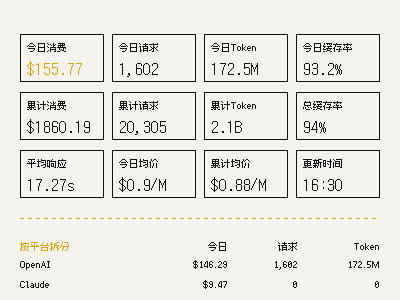 今日消费 今日请求 今日Token 今日缓存率
$155.77 1,602 172.5M 93.2%
累计消费 累计请求 累计Token 总缓存率
$1860.19 20,305 2.1B 94%
平均响应 今日均价 累计均价 更新时间
17.27s $0.9/M $0.88/M 16:30
按平台拆分 今日 请求 Token
OpenAI $146.29 1,602 172.5M
Claude $9.47 0 0